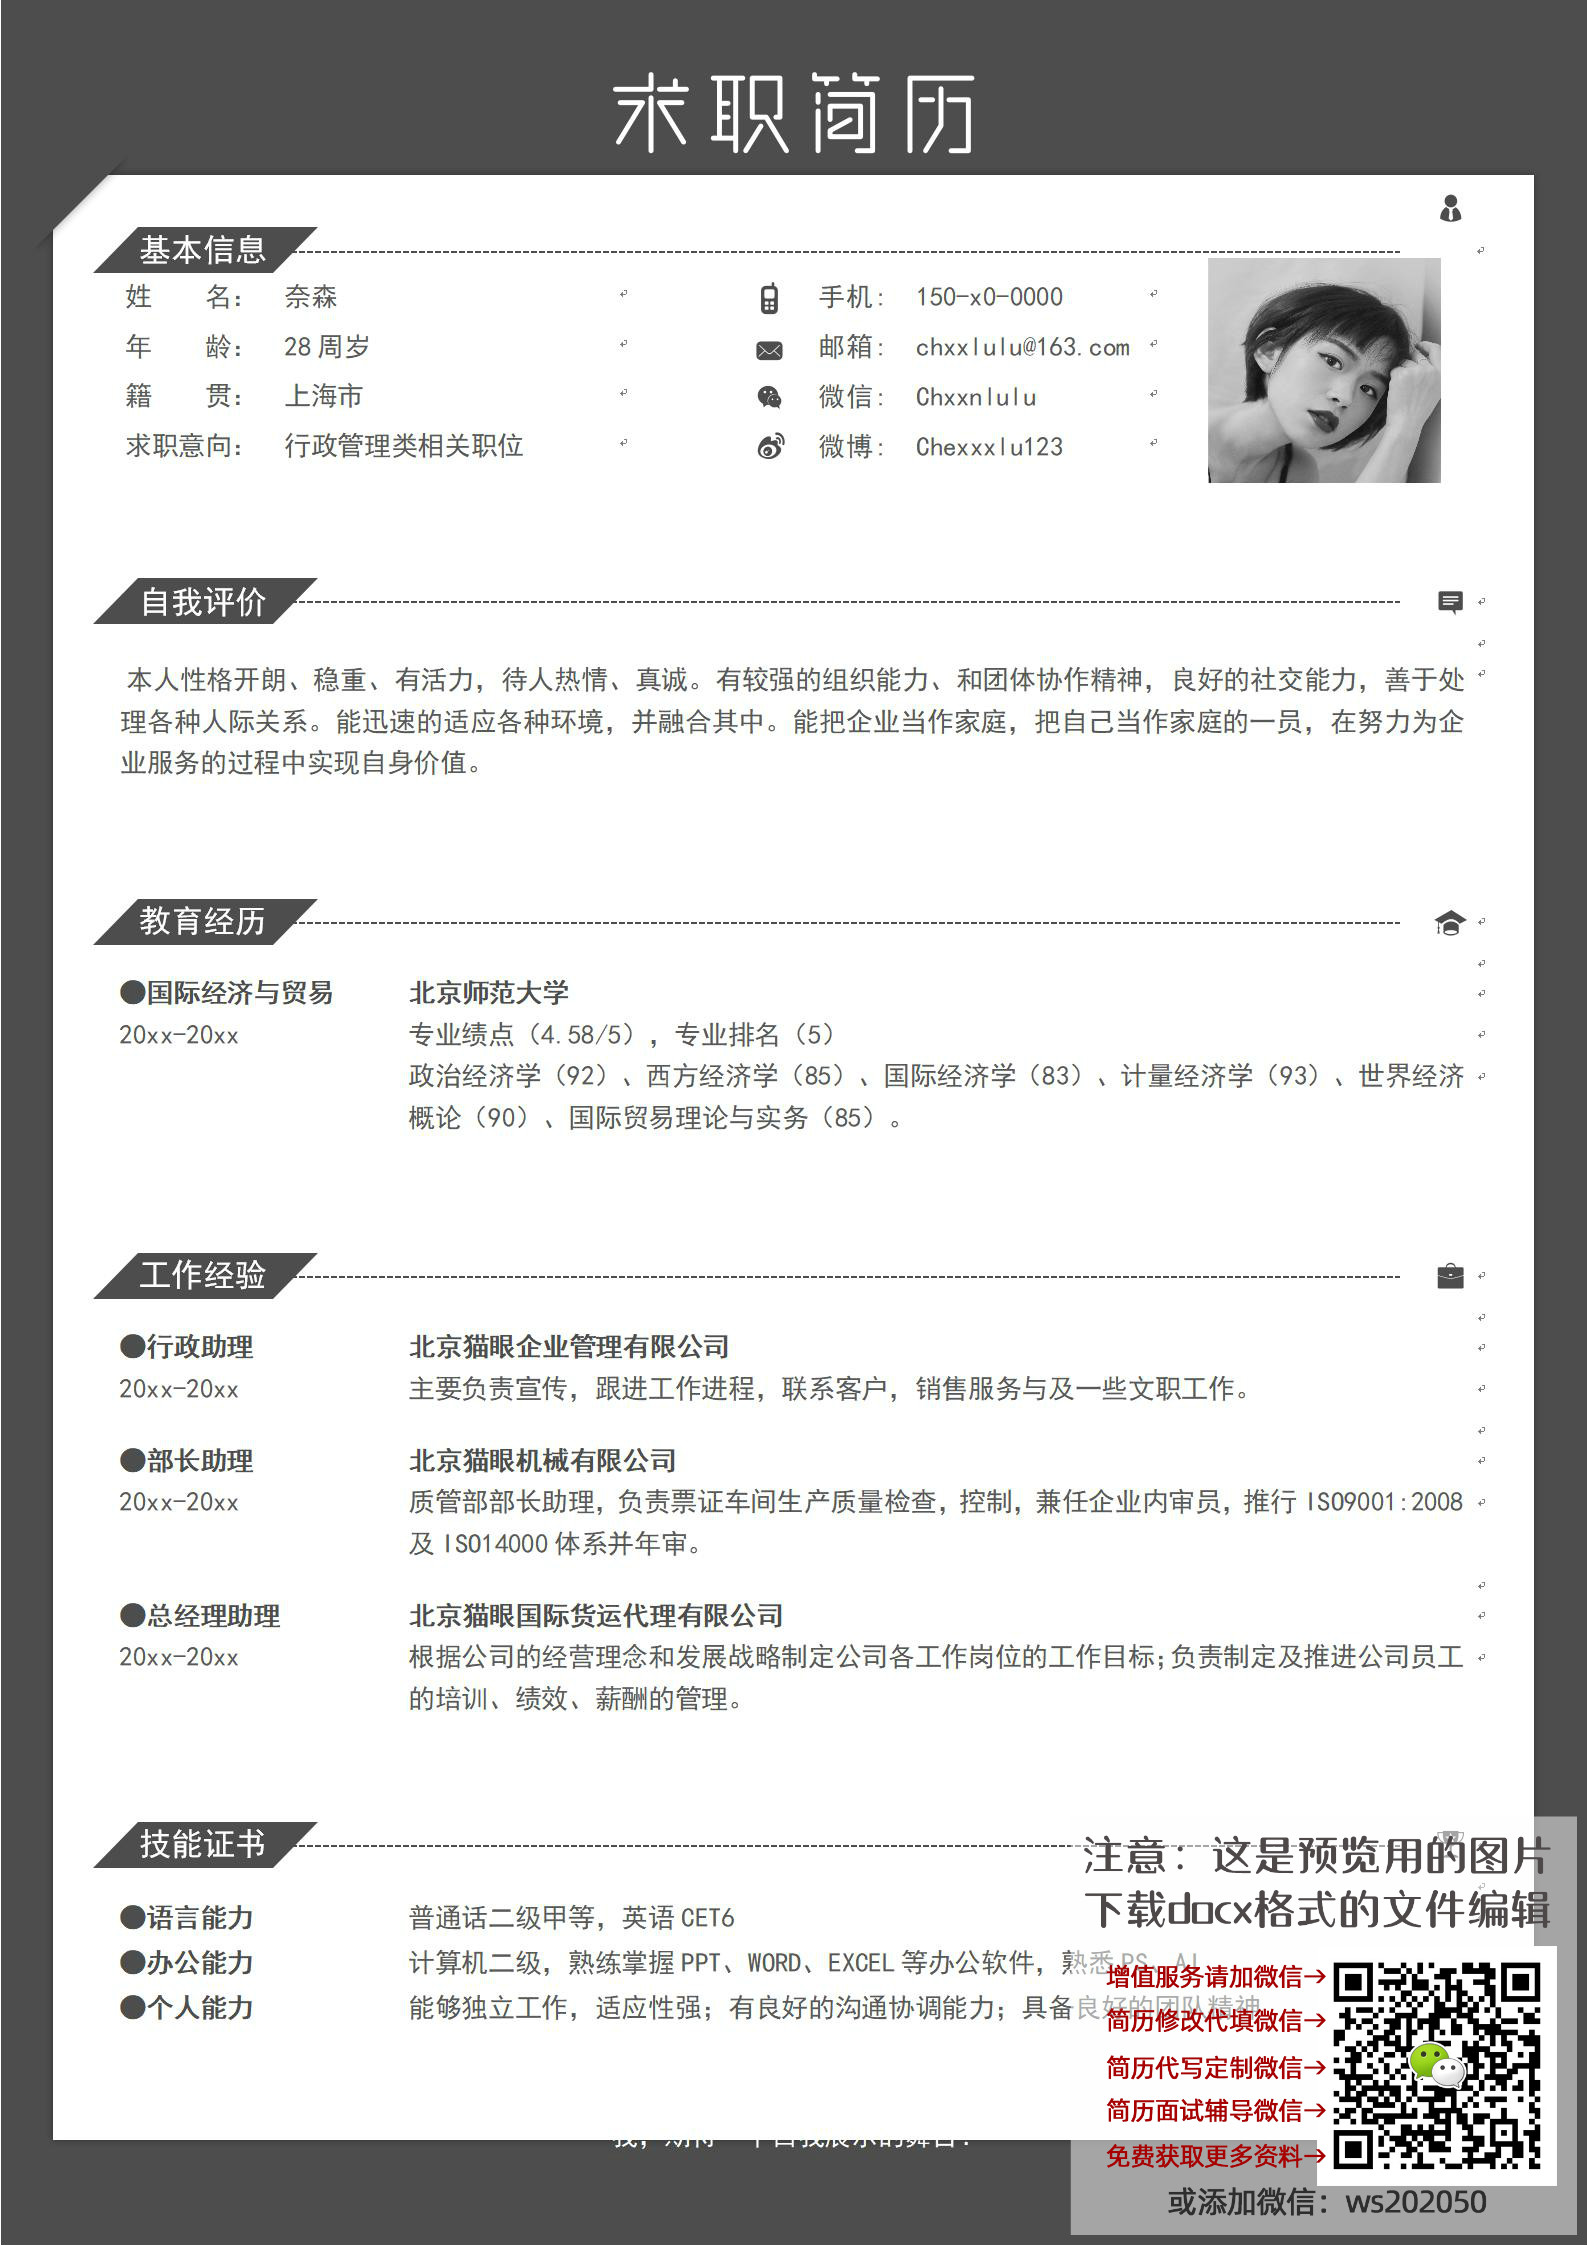 求职简历
基本信息
姓 名： 奈森
手机： 150-x0-0000
年 龄： 28 周岁
邮箱： chxxlulu@163.com
籍 贯： 上海市
微信： Chxxnlulu
求职意向： 行政管理类相关职位
微博： Chexxxlu123
自我评价
本人性格开朗、稳重、有活力，待人热情、真诚。有较强的组织能力、和团体协作精神，良好的社交能力，善于处
理各种人际关系。能迅速的适应各种环境，并融合其中。能把企业当作家庭，把自己当作家庭的一员，在努力为企
业服务的过程中实现自身价值。
教育经历
●国际经济与贸易 北京师范大学
20xx-20xx 专业绩点（4.58/5），专业排名（5）
政治经济学（92）、西方经济学（85）、国际经济学（83）、计量经济学（93）、世界经济
概论（90）、国际贸易理论与实务（85）。
工作经验
●行政助理 北京猫眼企业管理有限公司
20xx-20xx 主要负责宣传，跟进工作进程，联系客户，销售服务与及一些文职工作。
●部长助理 北京猫眼机械有限公司
20xx-20xx 质管部部长助理，负责票证车间生产质量检查，控制，兼任企业内审员，推行 ISO9001:2008
及 ISO14000 体系并年审。
●总经理助理 北京猫眼国际货运代理有限公司
20xx-20xx 根据公司的经营理念和发展战略制定公司各工作岗位的工作目标；负责制定及推进公司员工
的培训、绩效、薪酬的管理。
技能证书
●语言能力 普通话二级甲等，英语 CET6
●办公能力 计算机二级，熟练掌握 PPT、WORD、EXCEL 等办公软件，熟悉 PS、AI
●个人能力 能够独立工作，适应性强；有良好的沟通协调能力；具备良好的团队精神
注意：这是预览用的图片
下载docx格式的文件编辑
增值服务请加微信→
简历修改代填微信→
简历代写定制微信→
简历面试辅导微信→
免费获取更多资料→
或添加微信：ws202050